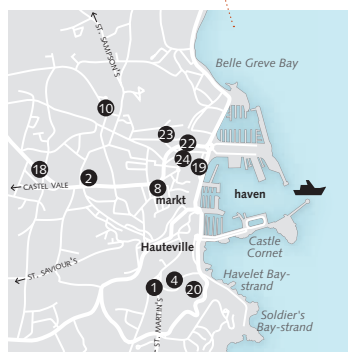 ← ST. SAMPSON'S
Belle Greve Bay
10
23
22
24
19
18
2
8
← CASTEL VALE
markt
haven
Hauteville
Castle
Cornet
← ST. SAVIOUR'S
Havelet Bay-
strand
1
4
20
ST. MARTIN'S
Soldier's
Bay-strand